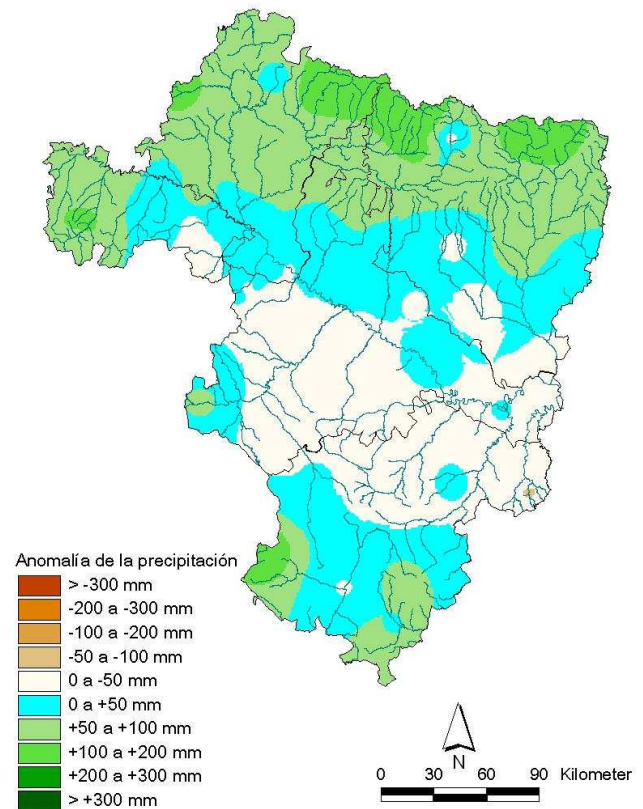 Anomalía de la precipitación
> -300 mm
-200 a -300 mm
-100 a -200 mm
-50 a -100 mm
0 a -50 mm
0 a +50 mm
+50 a +100 mm
+100 a +200 mm
+200 a +300 mm
> +300 mm
N
0 30 60 90 Kilometer